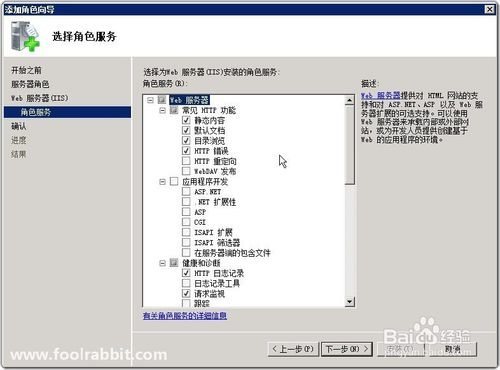 添加角色向导
选择角色服务
开始之前
服务器角色
Web 服务器(IIS)
角色服务
确认
进度
结果
选择为Web 服务器(IIS)安装的角色服务:
角色服务(R):
Web 服务器
常见 HTTP 功能
静态内容
默认文档
目录浏览
HTTP 错误
HTTP 重定向
WebDAV 发布
应用程序开发
ASP.NET
.NET 扩展性
ASP
CGI
ISAPI 扩展
ISAPI 筛选器
在服务器端的包含文件
健康和诊断
HTTP 日志记录
日志记录工具
请求监视
跟踪
有关角色服务的详细信息
描述:
Web 服务器提供对 HTML 网站的支
持和对 ASP.NET、ASP 以及 Web 服
务器扩展的可选支持。可以使用
Web 服务器来承载内部或外部网
站，或为开发人员提供创建基于
Web 的应用程序的环境。
<上一步(P)
下一步(N)>
安装(I)
取消
www.foolrabbit.com
Baidu 经验
jingyan.baidu.com